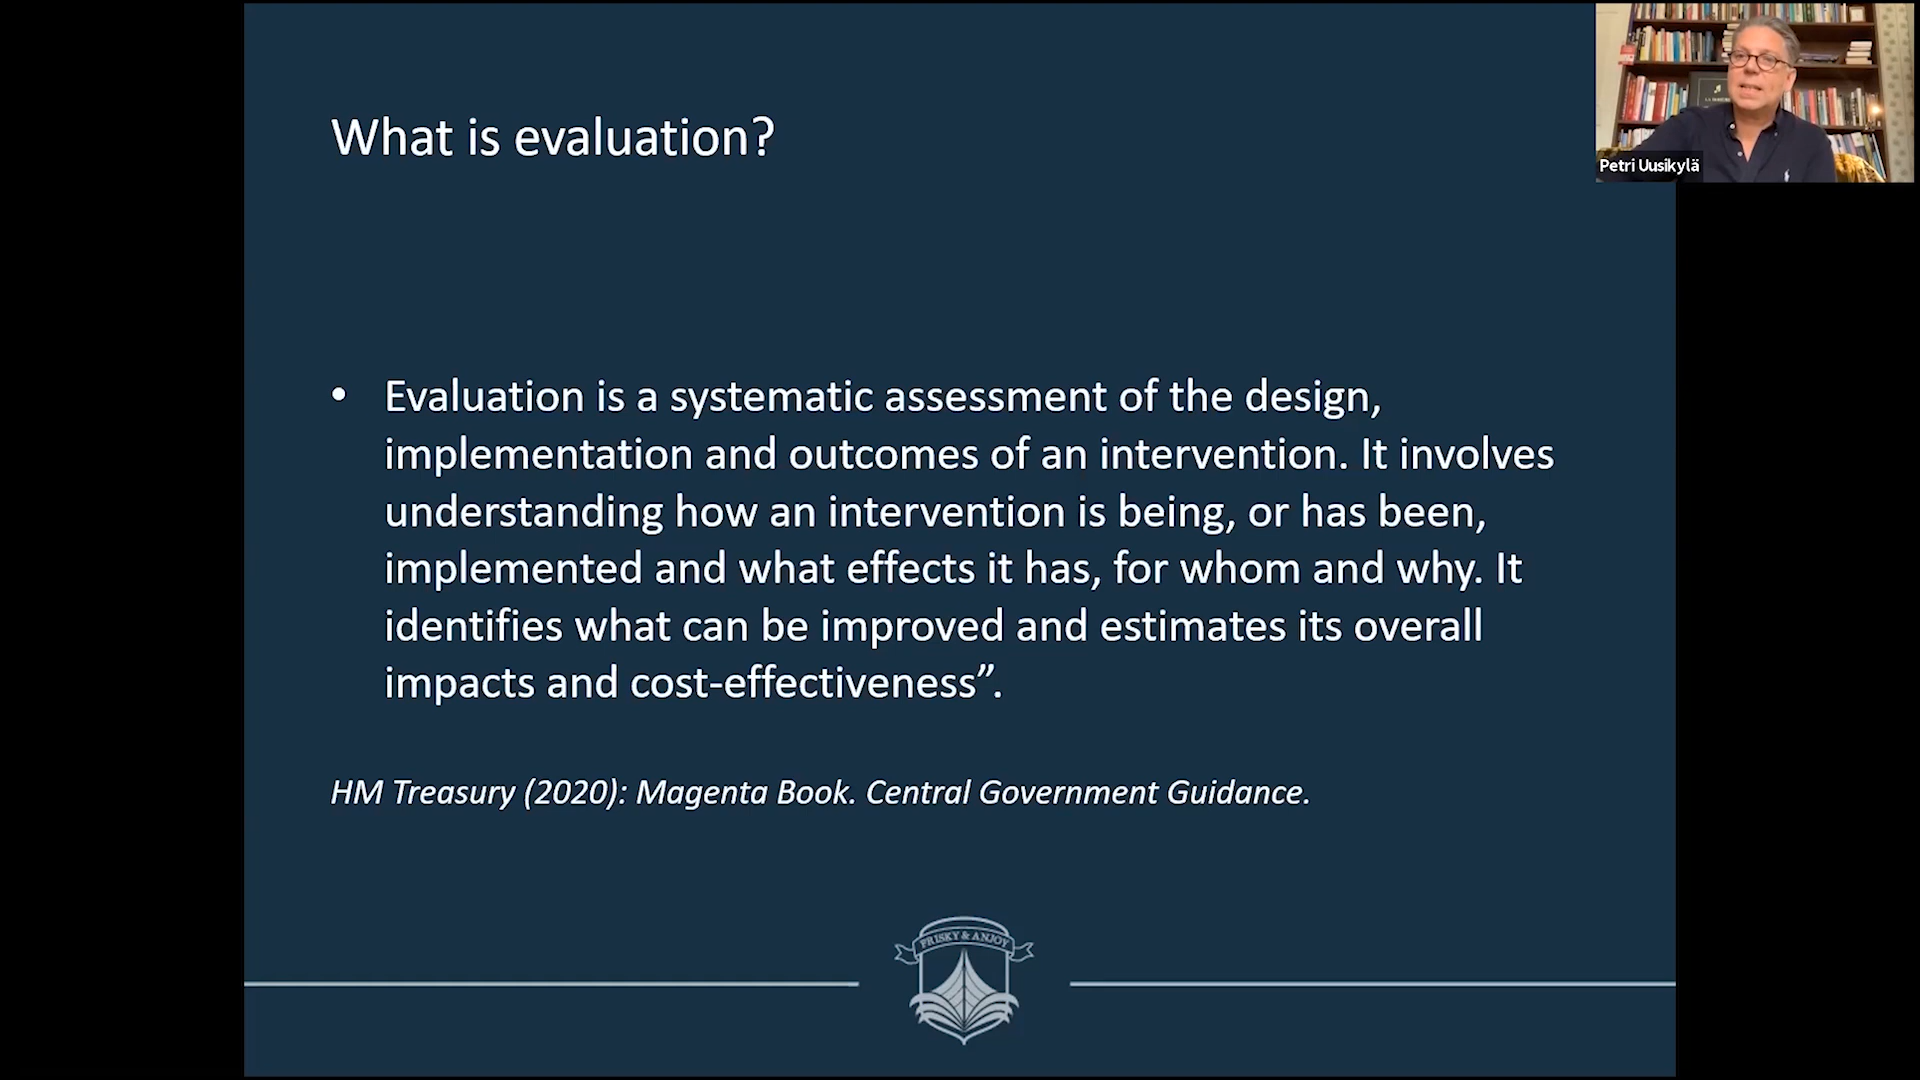 What is evaluation?
Petri Uusikylä
• Evaluation is a systematic assessment of the design,
implementation and outcomes of an intervention. It involves
understanding how an intervention is being, or has been,
implemented and what effects it has, for whom and why. It
identifies what can be improved and estimates its overall
impacts and cost-effectiveness”.
HM Treasury (2020): Magenta Book. Central Government Guidance.
FRISKY & ANJOY